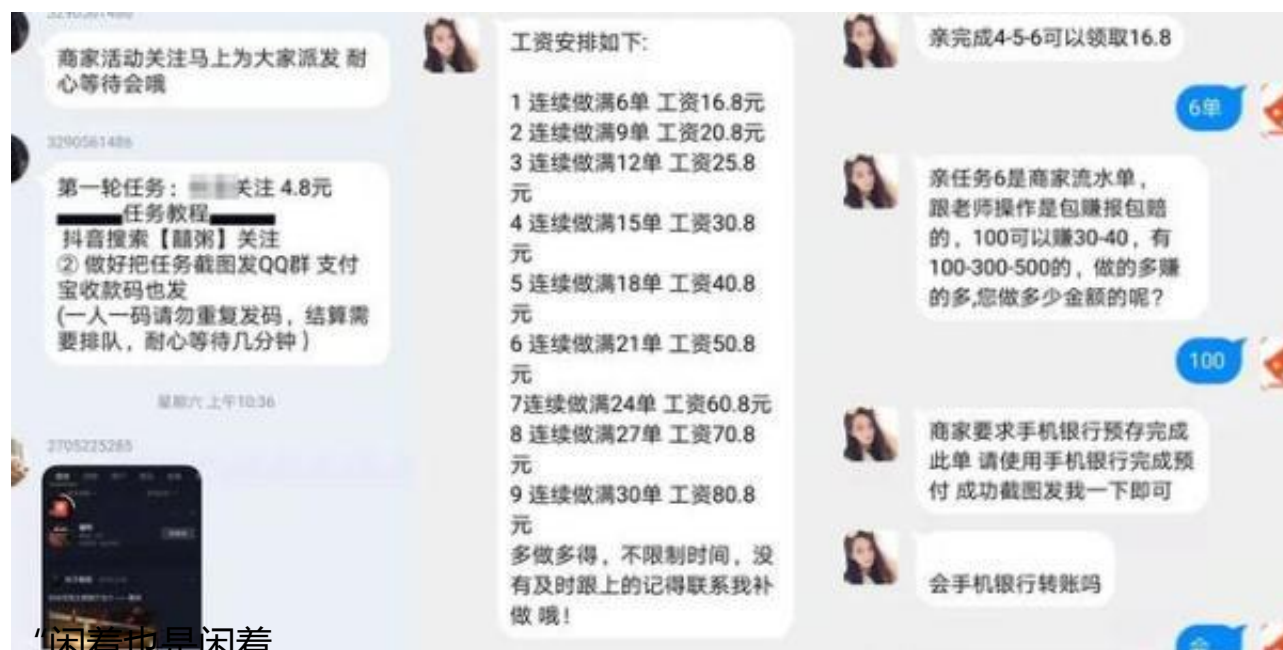 商家活动关注马上为大家派发 耐
心等待会哦
3290561486
第一轮任务：
关注 4.8元
任务教程
抖音搜索【囍粥】关注
② 做好把任务截图发QQ群 支付
宝收款码也发
(一人一码请勿重复发码，结算需
要排队，耐心等待几分钟)
星期六 上午10:36
2705225285
“闲着也是闲着
工资安排如下:
1 连续做满6单 工资16.8元
2 连续做满9单 工资20.8元
3 连续做满12单 工资25.8
元
4 连续做满15单 工资30.8
元
5 连续做满18单 工资40.8
元
6 连续做满21单 工资50.8
元
7连续做满24单 工资60.8元
8 连续做满27单 工资70.8
元
9 连续做满30单 工资80.8
元
多做多得，不限制时间，没
有及时跟上的记得联系我补
做 哦！
亲完成4-5-6可以领取16.8
6单
亲任务6是商家流水单，
跟老师操作是包赚报包赔
的，100可以赚30-40，有
100-300-500的，做的多赚
的多,您做多少金额的呢？
100
商家要求手机银行预存完成
此单 请使用手机银行完成预
付 成功截图发我一下即可
会手机银行转账吗
会